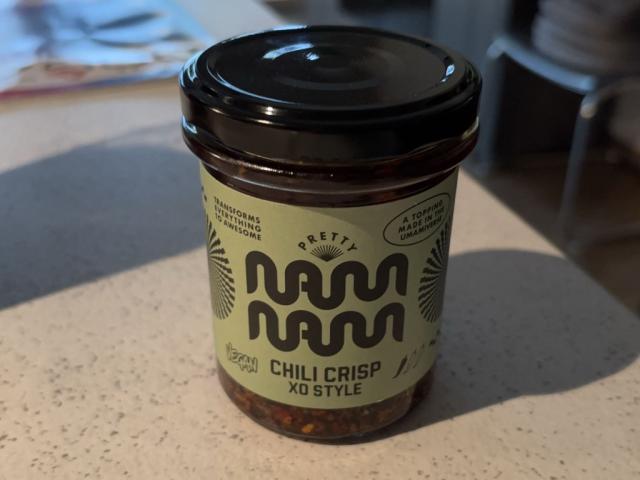 TRANSFORMS
EVERYTHING
TO AWESOME
A TOPPING
MADE IN THE
UMAMIVERSE
PRETTY
NAM
NAM
VEGAN
CHILI CRISP
XO STYLE